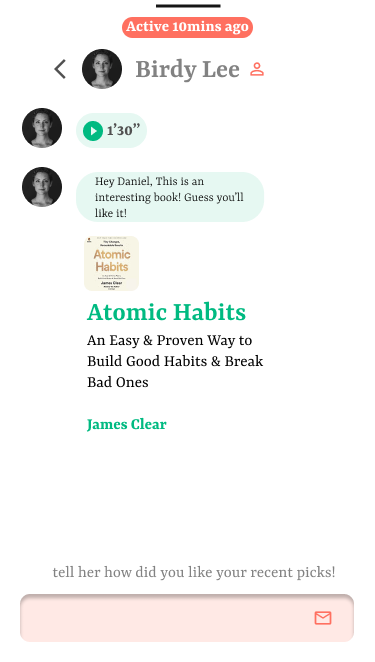 Active 10mins ago
Birdy Lee
1’30’’
Hey Daniel, This is an
interesting book! Guess you’ll
like it!
Atomic
Habits
James Clear
Atomic Habits
An Easy & Proven Way to
Build Good Habits & Break
Bad Ones
James Clear
tell her how did you like your recent picks!